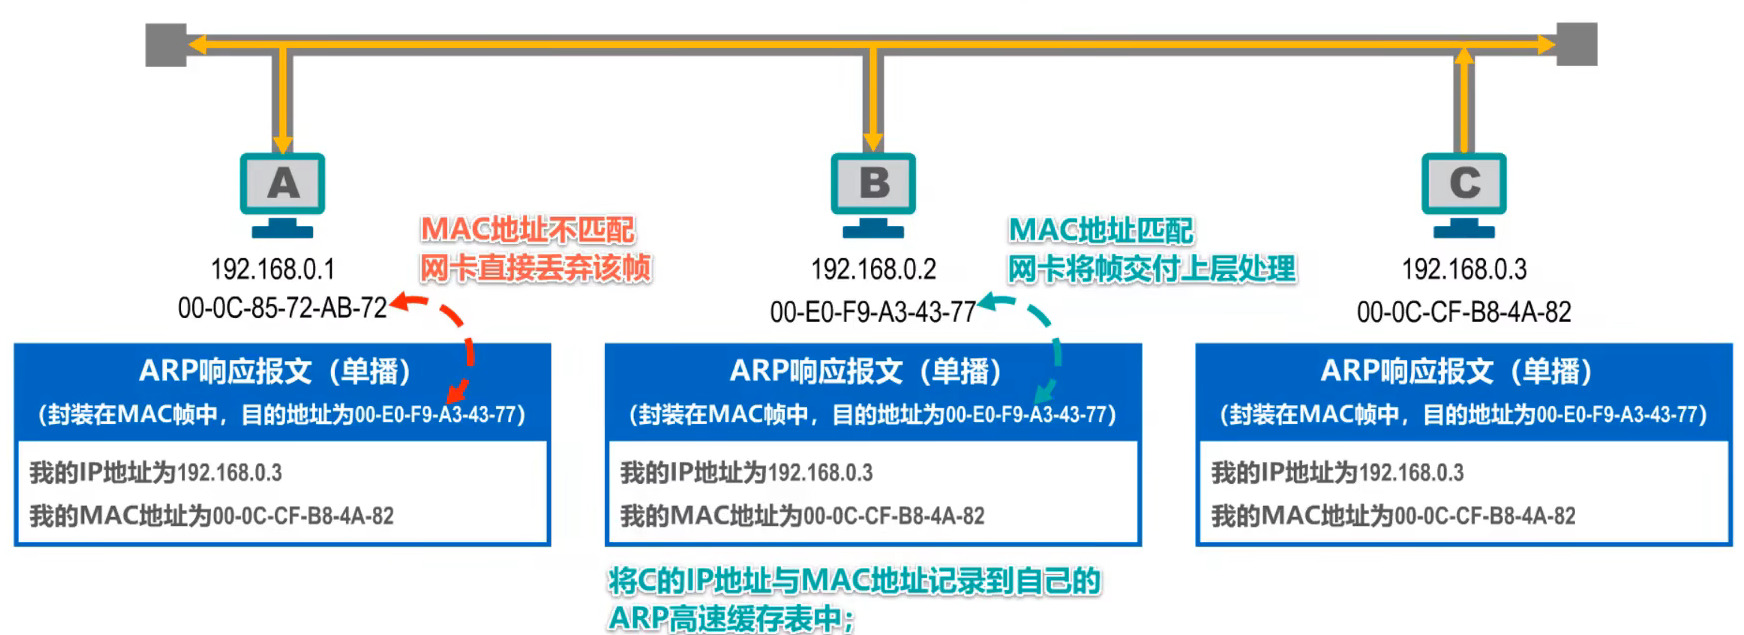 A
B
C
MAC地址不匹配
网卡直接丢弃该帧
MAC地址匹配
网卡将帧交付上层处理
192.168.0.1
192.168.0.2
192.168.0.3
00-0C-85-72-AB-72
00-E0-F9-A3-43-77
00-0C-CF-B8-4A-82
ARP响应报文（单播）
（封装在MAC帧中，目的地址为00-E0-F9-A3-43-77）
我的IP地址为192.168.0.3
我的MAC地址为00-0C-CF-B8-4A-82
ARP响应报文（单播）
（封装在MAC帧中，目的地址为00-E0-F9-A3-43-77）
我的IP地址为192.168.0.3
我的MAC地址为00-0C-CF-B8-4A-82
ARP响应报文（单播）
（封装在MAC帧中，目的地址为00-E0-F9-A3-43-77）
我的IP地址为192.168.0.3
我的MAC地址为00-0C-CF-B8-4A-82
将C的IP地址与MAC地址记录到自己的
ARP高速缓存表中；